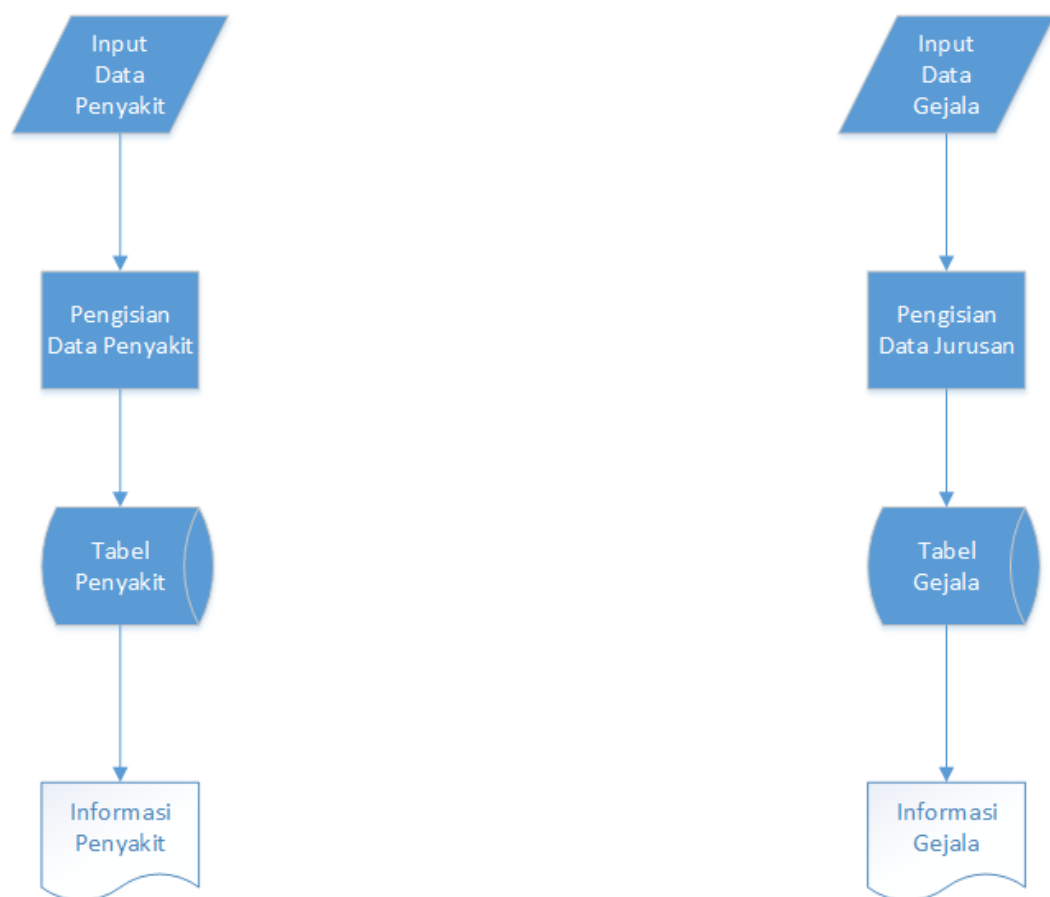 Input
Data
Penyakit
Pengisian
Data Penyakit
Tabel
Penyakit
Informasi
Penyakit
Input
Data
Gejala
Pengisian
Data Jurusan
Tabel
Gejala
Informasi
Gejala